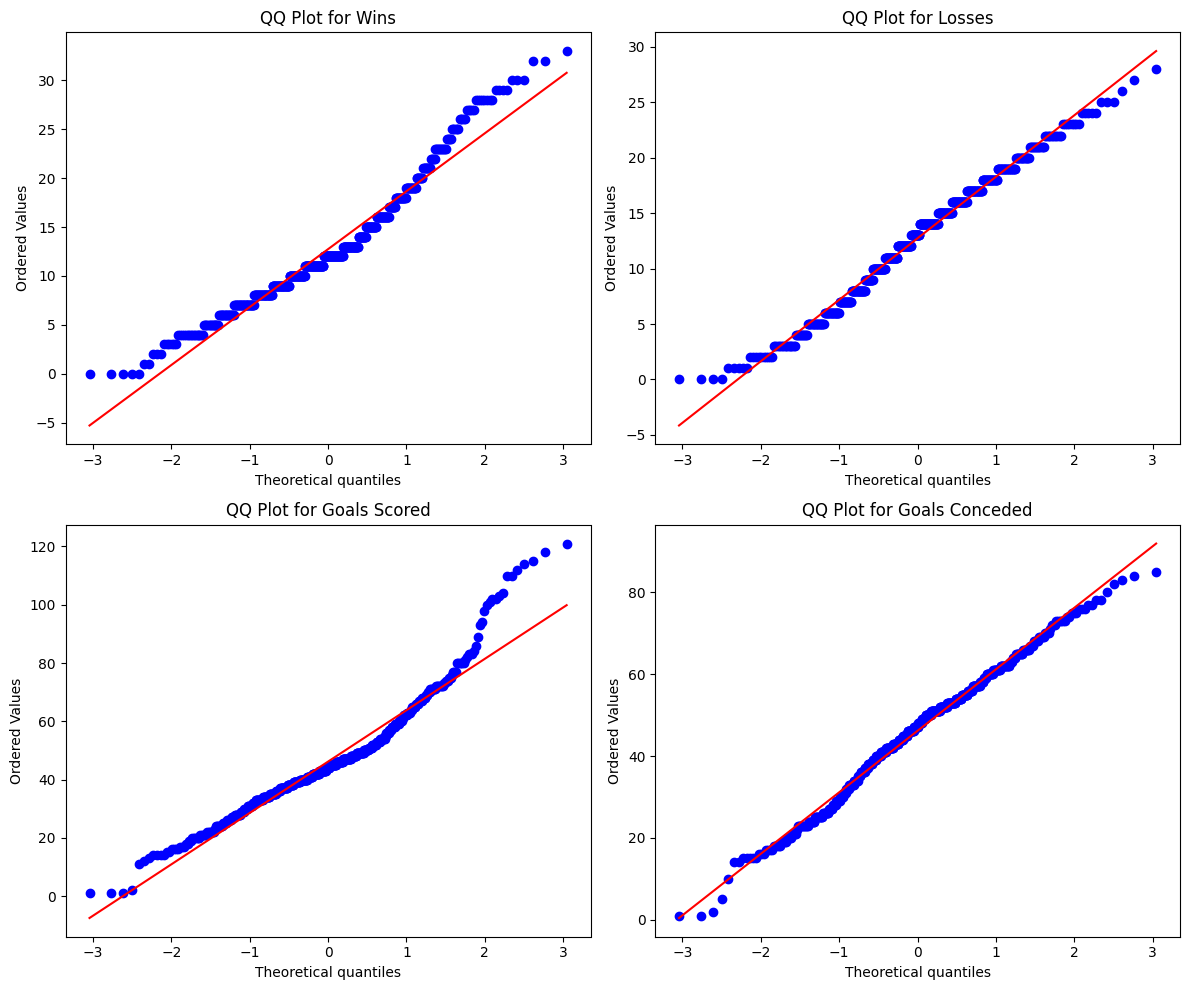 QQ Plot for Wins
Ordered Values
30
25
20
15
10
5
0
−5
−3 −2 −1 0 1 2 3
Theoretical quantiles
QQ Plot for Losses
Ordered Values
30
25
20
15
10
5
0
−5
−3 −2 −1 0 1 2 3
Theoretical quantiles
QQ Plot for Goals Scored
Ordered Values
120
100
80
60
40
20
0
−3 −2 −1 0 1 2 3
Theoretical quantiles
QQ Plot for Goals Conceded
Ordered Values
80
60
40
20
0
−3 −2 −1 0 1 2 3
Theoretical quantiles